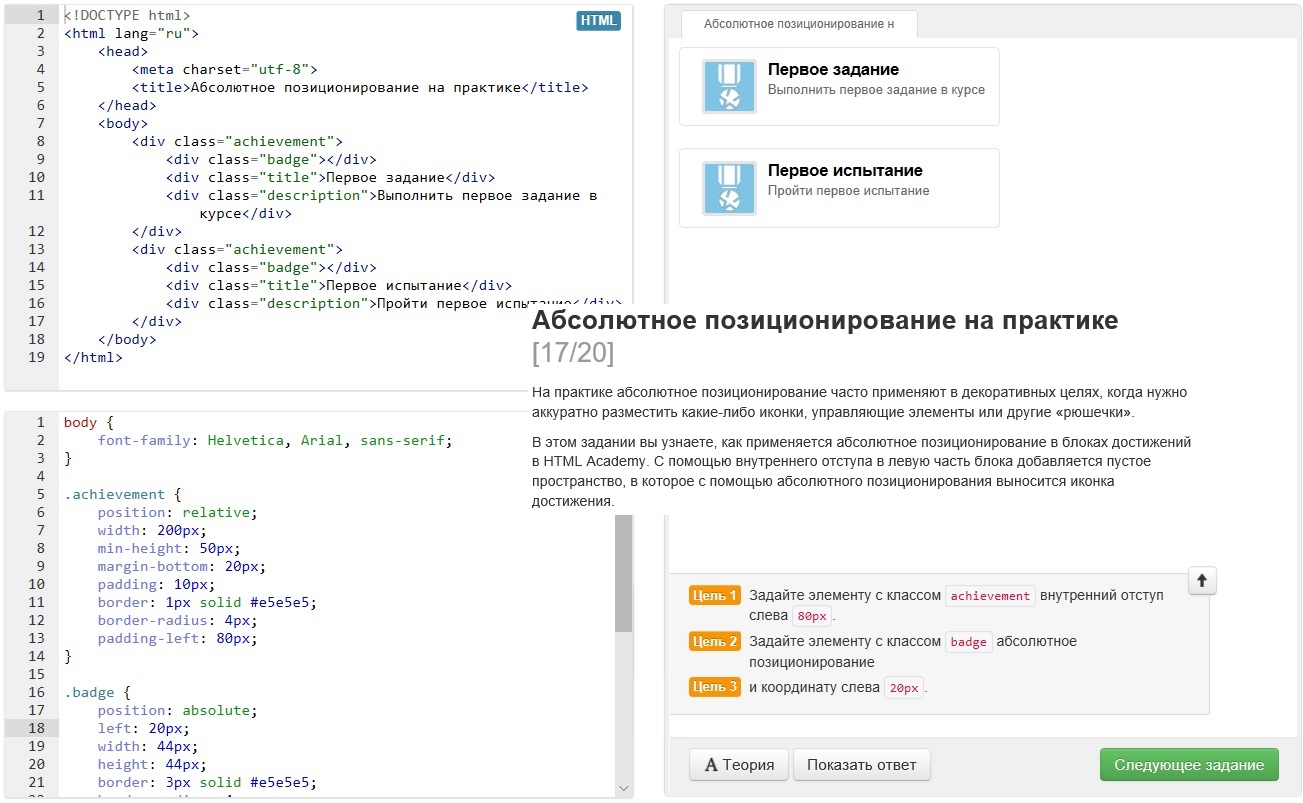 1 <!DOCTYPE html>
HTML
2 <html lang="ru">
3 <head>
4 <meta charset="utf-8">
5 <title>Абсолютное позиционирование на практике</title>
6 </head>
7 <body>
8 <div class="achievement">
9 <div class="badge"></div>
10 <div class="title">Первое задание</div>
11 <div class="description">Выполнить первое задание в
курсе</div>
12 </div>
13 <div class="achievement">
14 <div class="badge"></div>
15 <div class="title">Первое испытание</div>
16 <div class="description">Пройти первое испытание</div>
17 </div>
18 </body>
19 </html>
Абсолютное позиционирование н
Первое задание
Выполнить первое задание в курсе
Первое испытание
Пройти первое испытание
Абсолютное позиционирование на практике
[17/20]
На практике абсолютное позиционирование часто применяют в декоративных целях, когда нужно
аккуратно разместить какие-либо иконки, управляющие элементы или другие «рюшечки».
В этом задании вы узнаете, как применяется абсолютное позиционирование в блоках достижений
в HTML Academy. С помощью внутреннего отступа в левую часть блока добавляется пустое
пространство, в которое с помощью абсолютного позиционирования выносится иконка
достижения.
1 body {
2 font-family: Helvetica, Arial, sans-serif;
3 }
4
5 .achievement {
6 position: relative;
7 width: 200px;
8 min-height: 50px;
9 margin-bottom: 20px;
10 padding: 10px;
11 border: 1px solid #e5e5e5;
12 border-radius: 4px;
13 padding-left: 80px;
14 }
15
16 .badge {
17 position: absolute;
18 left: 20px;
19 width: 44px;
20 height: 44px;
21 border: 3px solid #e5e5e5;
Цель 1 Задайте элементу с классом achievement внутренний отступ
слева 80px.
Цель 2 Задайте элементу с классом badge абсолютное
позиционирование
Цель 3 и координату слева 20px.
A Теория
Показать ответ
Следующее задание